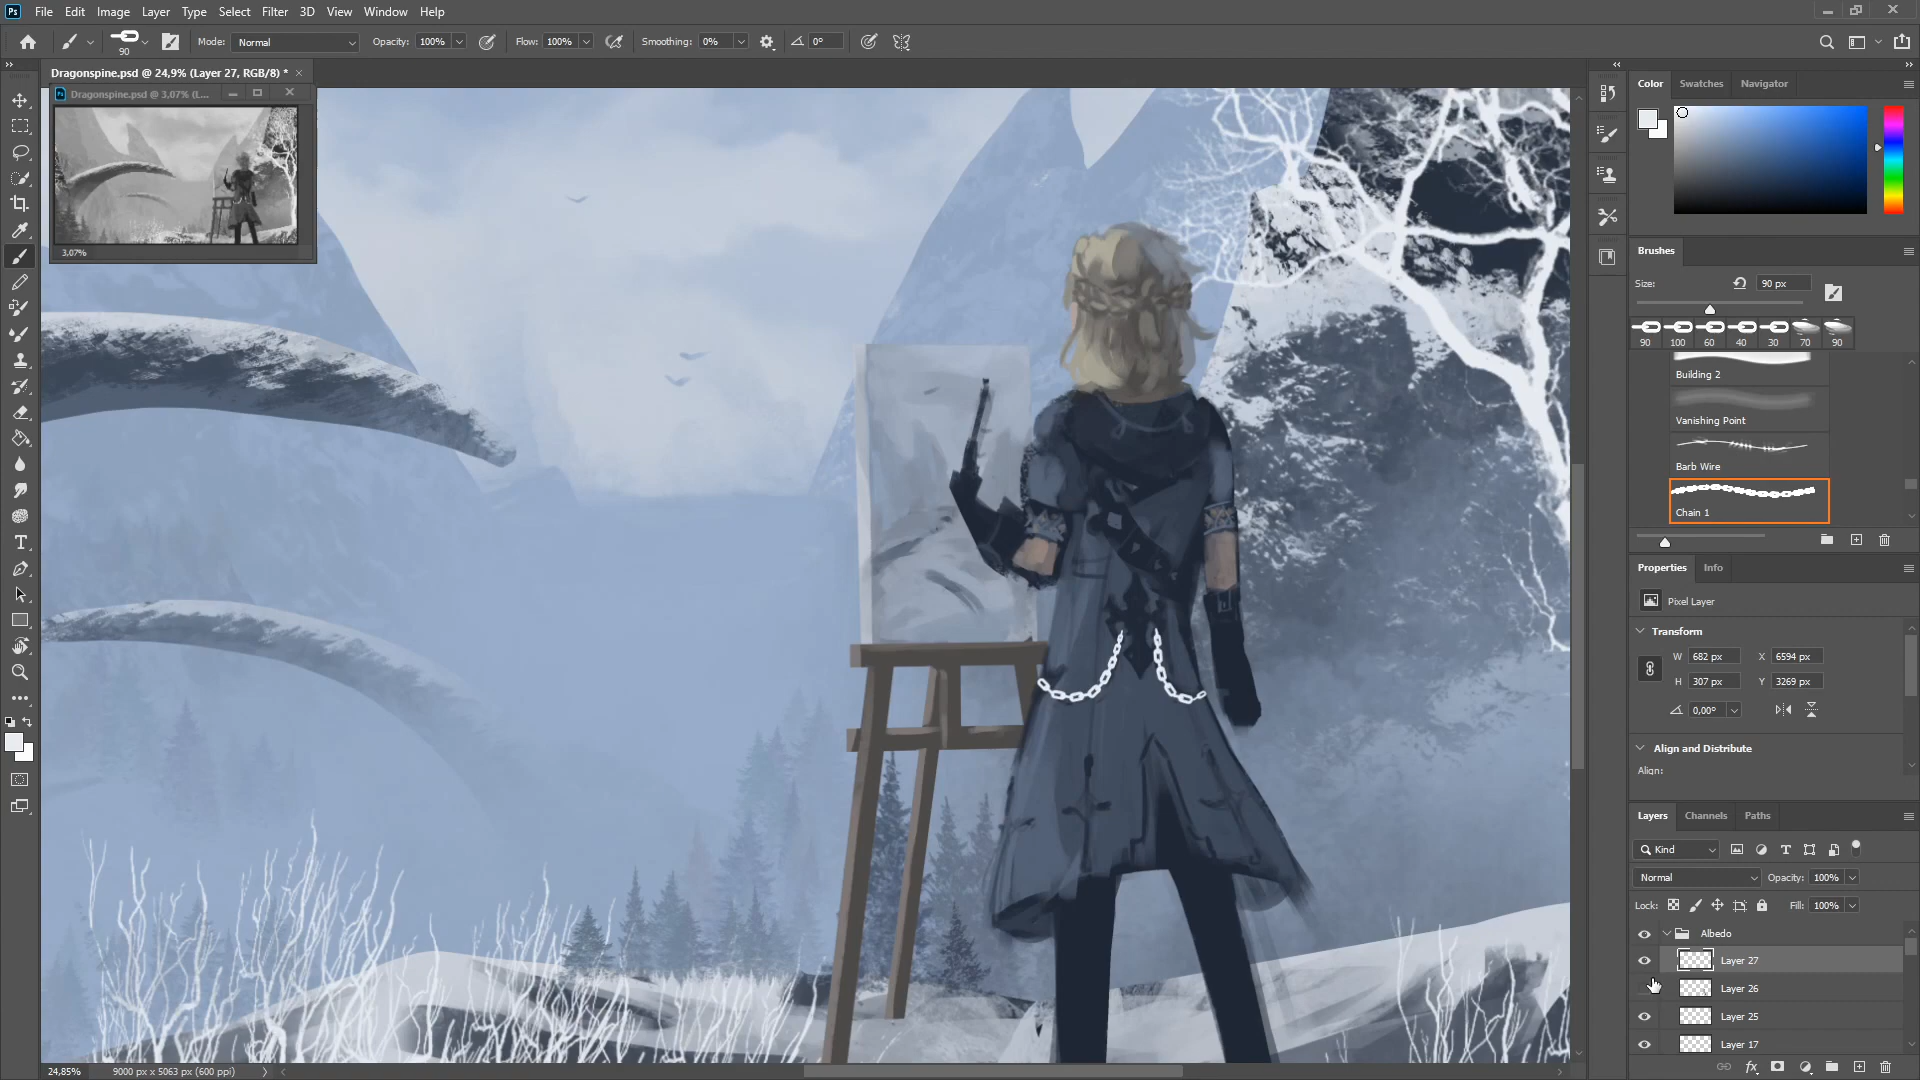 Ps File Edit Image Layer Type Select Filter 3D View Window Help
90 Mode: Normal Opacity: 100% Flow: 100% Smoothing: 0% 0°
Dragonspine.psd @ 24,9% (Layer 27, RGB/8) * ×
Dragonspine.psd @ 3,07% (L...
3,07%
Color Swatches Navigator
Brushes
Size: 90 px
90 100 60 40 30 70 90
Building 2
Vanishing Point
Barb Wire
Chain 1
Properties Info
Pixel Layer
Transform
W 682 px X 6594 px
H 307 px Y 3269 px
0,00°
Align and Distribute
Align:
Layers Channels Paths
Kind
Normal Opacity: 100%
Lock: Fill: 100%
Albedo
Layer 27
Layer 26
Layer 25
Layer 17
fx
24,85% 9000 px x 5063 px (600 ppi)